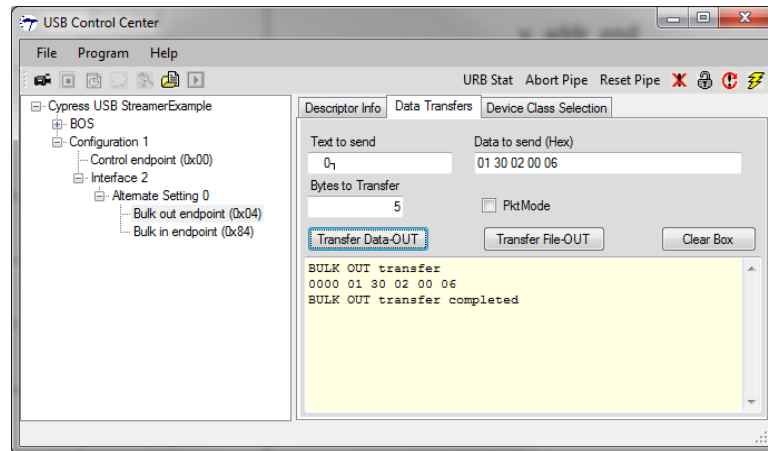 USB Control Center
File Program Help
URB Stat Abort Pipe Reset Pipe
Cypress USB StreamerExample
BOS
Configuration 1
Control endpoint (0x00)
Interface 2
Alternate Setting 0
Bulk out endpoint (0x04)
Bulk in endpoint (0x84)
Descriptor Info Data Transfers Device Class Selection
Text to send Data to send (Hex)
0┐ 01 30 02 00 06
Bytes to Transfer
5 PktMode
Transfer Data-OUT Transfer File-OUT Clear Box
BULK OUT transfer
0000 01 30 02 00 06
BULK OUT transfer completed